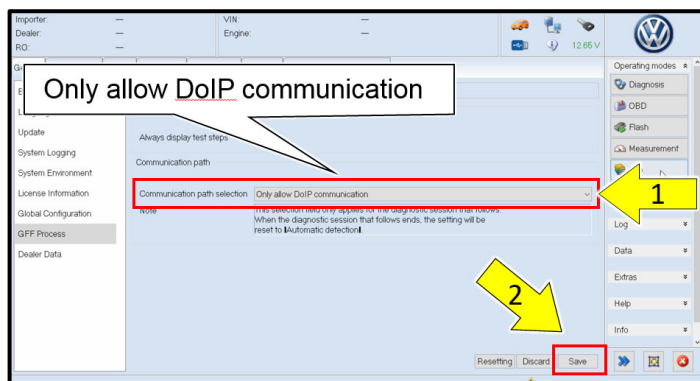 Importer: —
Dealer: —
RO: —
VIN: —
Engine: —
12.66 V
Only allow DoIP communication
Update
System Logging
System Environment
License Information
Global Configuration
GFF Process
Dealer Data
Always display test steps
Communication path
Communication path selection Only allow DoIP communication
Note This selection field only applies for the diagnostic session that follows.
When the diagnostic session that follows ends, the setting will be
reset to |Automatic detection|.
1
2
Resetting Discard Save
Operating modes
Diagnosis
OBD
Flash
Measurement
Log
Data
Extras
Help
Info